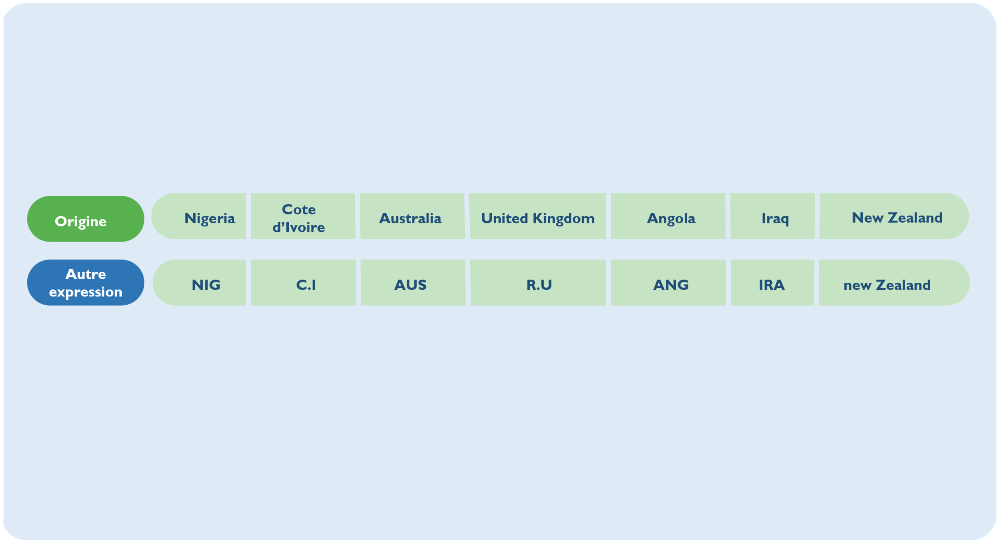 Origine Nigeria Cote d’Ivoire Australia United Kingdom Angola Iraq New Zealand
Autre expression NIG C.I AUS R.U ANG IRA new Zealand